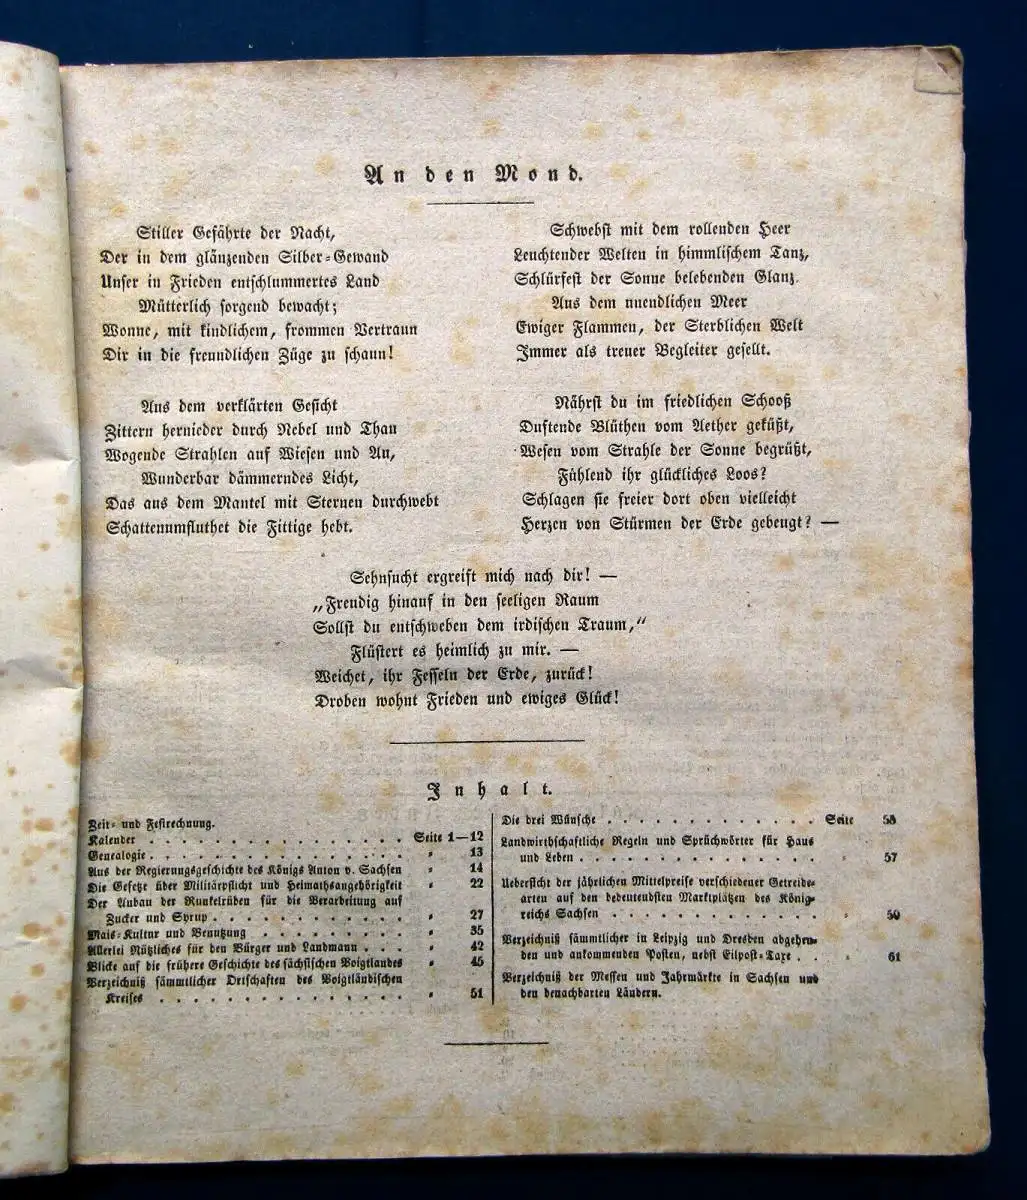 An den Mond.
Stiller Gefährte der Nacht,
Der in dem glänzenden Silber-Gewand
Unser in Frieden entschlummertes Land
Mütterlich sorgend bewacht;
Wonne, mit kindlichem, frommen Vertraun
Dir in die freundlichen Züge zu schaun!
Aus dem verklärten Gesicht
Zittern hernieder durch Nebel und Thau
Wogende Strahlen auf Wiesen und Au,
Wunderbar dämmerndes Licht,
Das aus dem Mantel mit Sternen durchwebt
Schattenumfluthet die Fittige hebt.
Schwebst mit dem rollenden Heer
Leuchtender Welten in himmlischem Tanz,
Schlürfest der Sonne belebenden Glanz.
Aus dem unendlichen Meer
Ewiger Flammen, der Sterblichen Welt
Immer als treuer Begleiter gesellt.
Nährst du im friedlichen Schooß
Duftende Blüthen vom Aether geküßt,
Wesen vom Strahle der Sonne begrüßt,
Fühlend ihr glückliches Loos?
Schlagen sie freier dort oben vielleicht
Herzen von Stürmen der Erde gebeugt? —
Sehnsucht ergreift mich nach dir! —
„Freudig hinauf in den seeligen Raum
Sollst du entschweben dem irdischen Traum,“
Flüstert es heimlich zu mir. —
Weichet, ihr Fesseln der Erde, zurück!
Droben wohnt Frieden und ewiges Glück!
Inhalt.
Zeit- und Festrechnung.
Kalender . . . . . . . . . . . . . . . Seite 1—12
Genealogie . . . . . . . . . . . . . . „ 13
Aus der Regierungsgeschichte des Königs Anton v. Sachsen „ 14
Die Gesetze über Militärpflicht und Heimathsangehörigkeit „ 22
Der Anbau der Runkelrüben für die Verarbeitung auf
Zucker und Syrup . . . . . . . . . . . „ 27
Mais-Kultur und Benutzung . . . . . . . . . „ 35
Allerlei Nützliches für den Bürger und Landmann . . . „ 42
Blicke auf die frühere Geschichte des sächsischen Voigtlandes „ 45
Verzeichniß sämmtlicher Ortschaften des Voigtländischen
Kreises . . . . . . . . . . . . . . „ 51
Die drei Wünsche . . . . . . . . . . . . Seite 53
Landwirthschaftliche Regeln und Sprüchwörter für Haus
und Leben . . . . . . . . . . . . . . „ 57
Uebersicht der jährlichen Mittelpreise verschiedener Getreide-
arten auf den bedeutendsten Marktplätzen des König-
reichs Sachsen . . . . . . . . . . . . „ 59
Verzeichniß sämmtlicher in Leipzig und Dresden abgehen-
den und ankommenden Posten, nebst Eilpost-Taxe . . „ 61
Verzeichniß der Messen und Jahrmärkte in Sachsen und
den benachbarten Ländern.